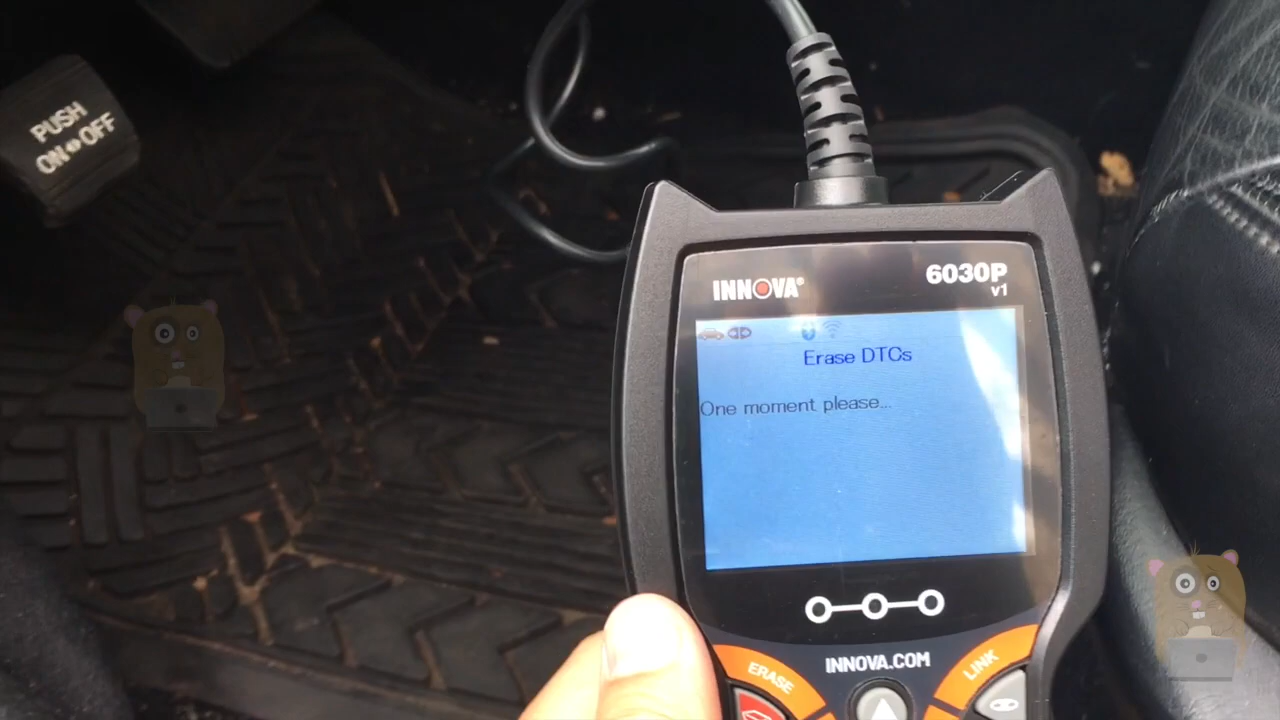 PUSH
ON OFF
INNOVA®
6030P
v1
Erase DTCs
One moment please...
INNOVA.COM
ERASE
LINK